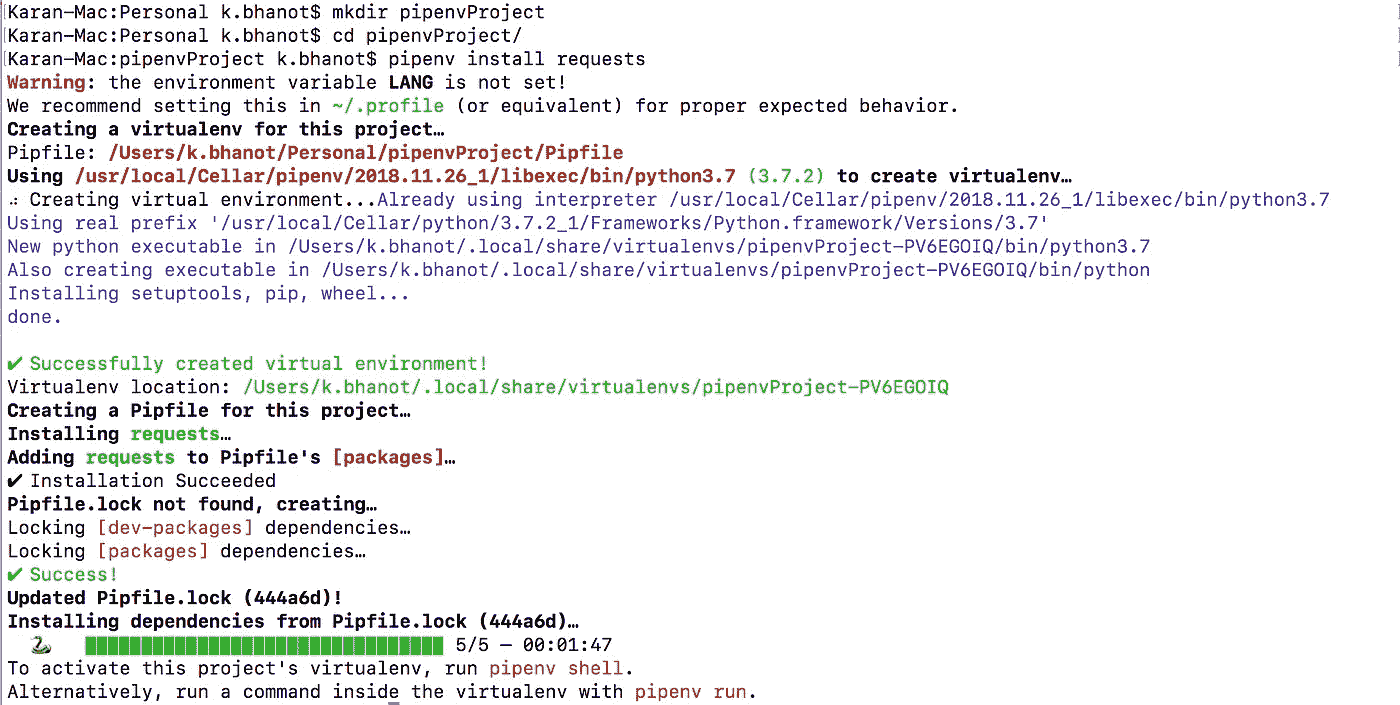 Karan-Mac:Personal k.bhanot$ mkdir pipenvProject
Karan-Mac:Personal k.bhanot$ cd pipenvProject/
Karan-Mac:pipenvProject k.bhanot$ pipenv install requests
Warning: the environment variable LANG is not set!
We recommend setting this in ~/.profile (or equivalent) for proper expected behavior.
Creating a virtualenv for this project…
Pipfile: /Users/k.bhanot/Personal/pipenvProject/Pipfile
Using /usr/local/Cellar/pipenv/2018.11.26_1/libexec/bin/python3.7 (3.7.2) to create virtualenv…
⠴ Creating virtual environment...Already using interpreter /usr/local/Cellar/pipenv/2018.11.26_1/libexec/bin/python3.7
Using real prefix '/usr/local/Cellar/python/3.7.2_1/Frameworks/Python.framework/Versions/3.7'
New python executable in /Users/k.bhanot/.local/share/virtualenvs/pipenvProject-PV6EGOIQ/bin/python3.7
Also creating executable in /Users/k.bhanot/.local/share/virtualenvs/pipenvProject-PV6EGOIQ/bin/python
Installing setuptools, pip, wheel...
done.
✔ Successfully created virtual environment!
Virtualenv location: /Users/k.bhanot/.local/share/virtualenvs/pipenvProject-PV6EGOIQ
Creating a Pipfile for this project…
Installing requests…
Adding requests to Pipfile's [packages]…
✔ Installation Succeeded
Pipfile.lock not found, creating…
Locking [dev-packages] dependencies…
Locking [packages] dependencies…
✔ Success!
Updated Pipfile.lock (444a6d)!
Installing dependencies from Pipfile.lock (444a6d)…
🐍 ▉▉▉▉▉▉▉▉▉▉▉▉▉▉▉▉▉▉▉▉▉▉▉▉▉▉▉▉▉▉▉▉ 5/5 — 00:01:47
To activate this project's virtualenv, run pipenv shell.
Alternatively, run a command inside the virtualenv with pipenv run.